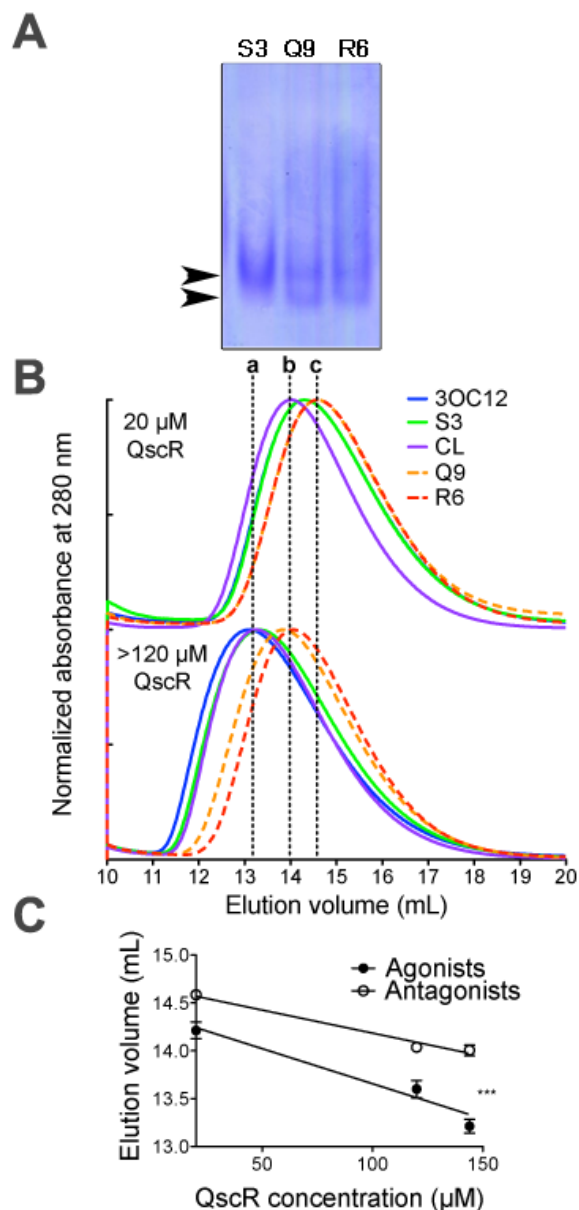 A
S3 Q9 R6
B
a b c
20 µM
QscR
3OC12
S3
CL
Q9
R6
>120 µM
QscR
Normalized absorbance at 280 nm
10 11 12 13 14 15 16 17 18 19 20
Elution volume (mL)
C
Elution volume (mL)
15.0
14.5
14.0
13.5
13.0
Agonists
Antagonists
***
50 100 150
QscR concentration (µM)